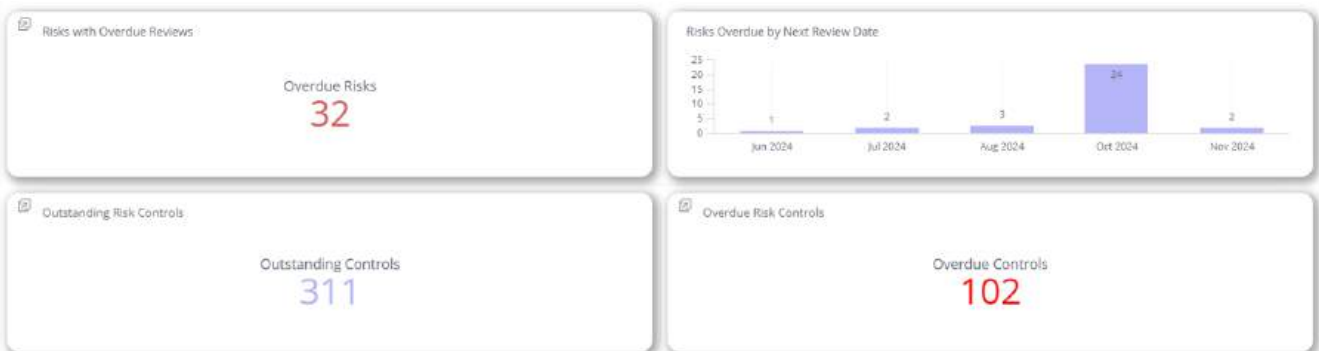 Risks with Overdue Reviews
Overdue Risks
32
Risks Overdue by Next Review Date
25
20
15
10
5
0
1
2
3
24
2
Jun 2024
Jul 2024
Aug 2024
Oct 2024
Nov 2024
Outstanding Risk Controls
Outstanding Controls
311
Overdue Risk Controls
Overdue Controls
102